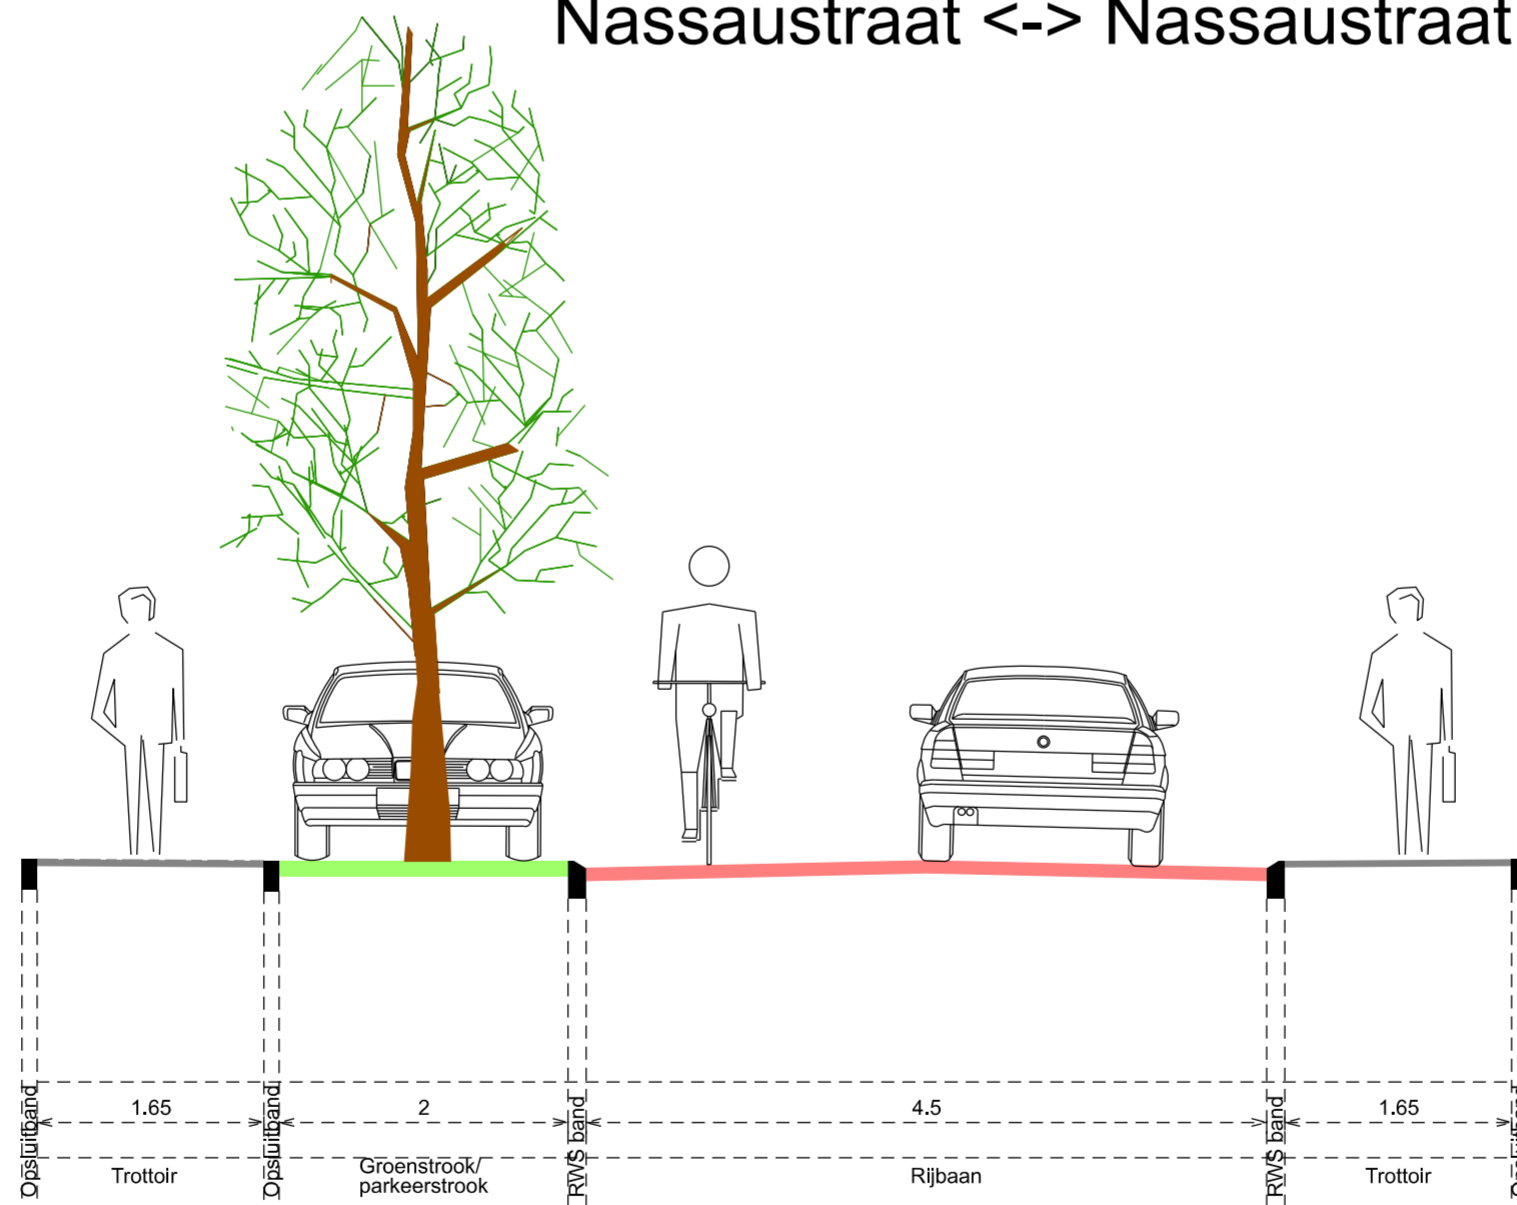 Nassaustraat <-> Nassaustraat
1.65
2
4.5
1.65
Opsluitband
Trottoir
Opsluitband
Groenstrook/
parkeerstrook
RWS band
Rijbaan
RWS band
Trottoir